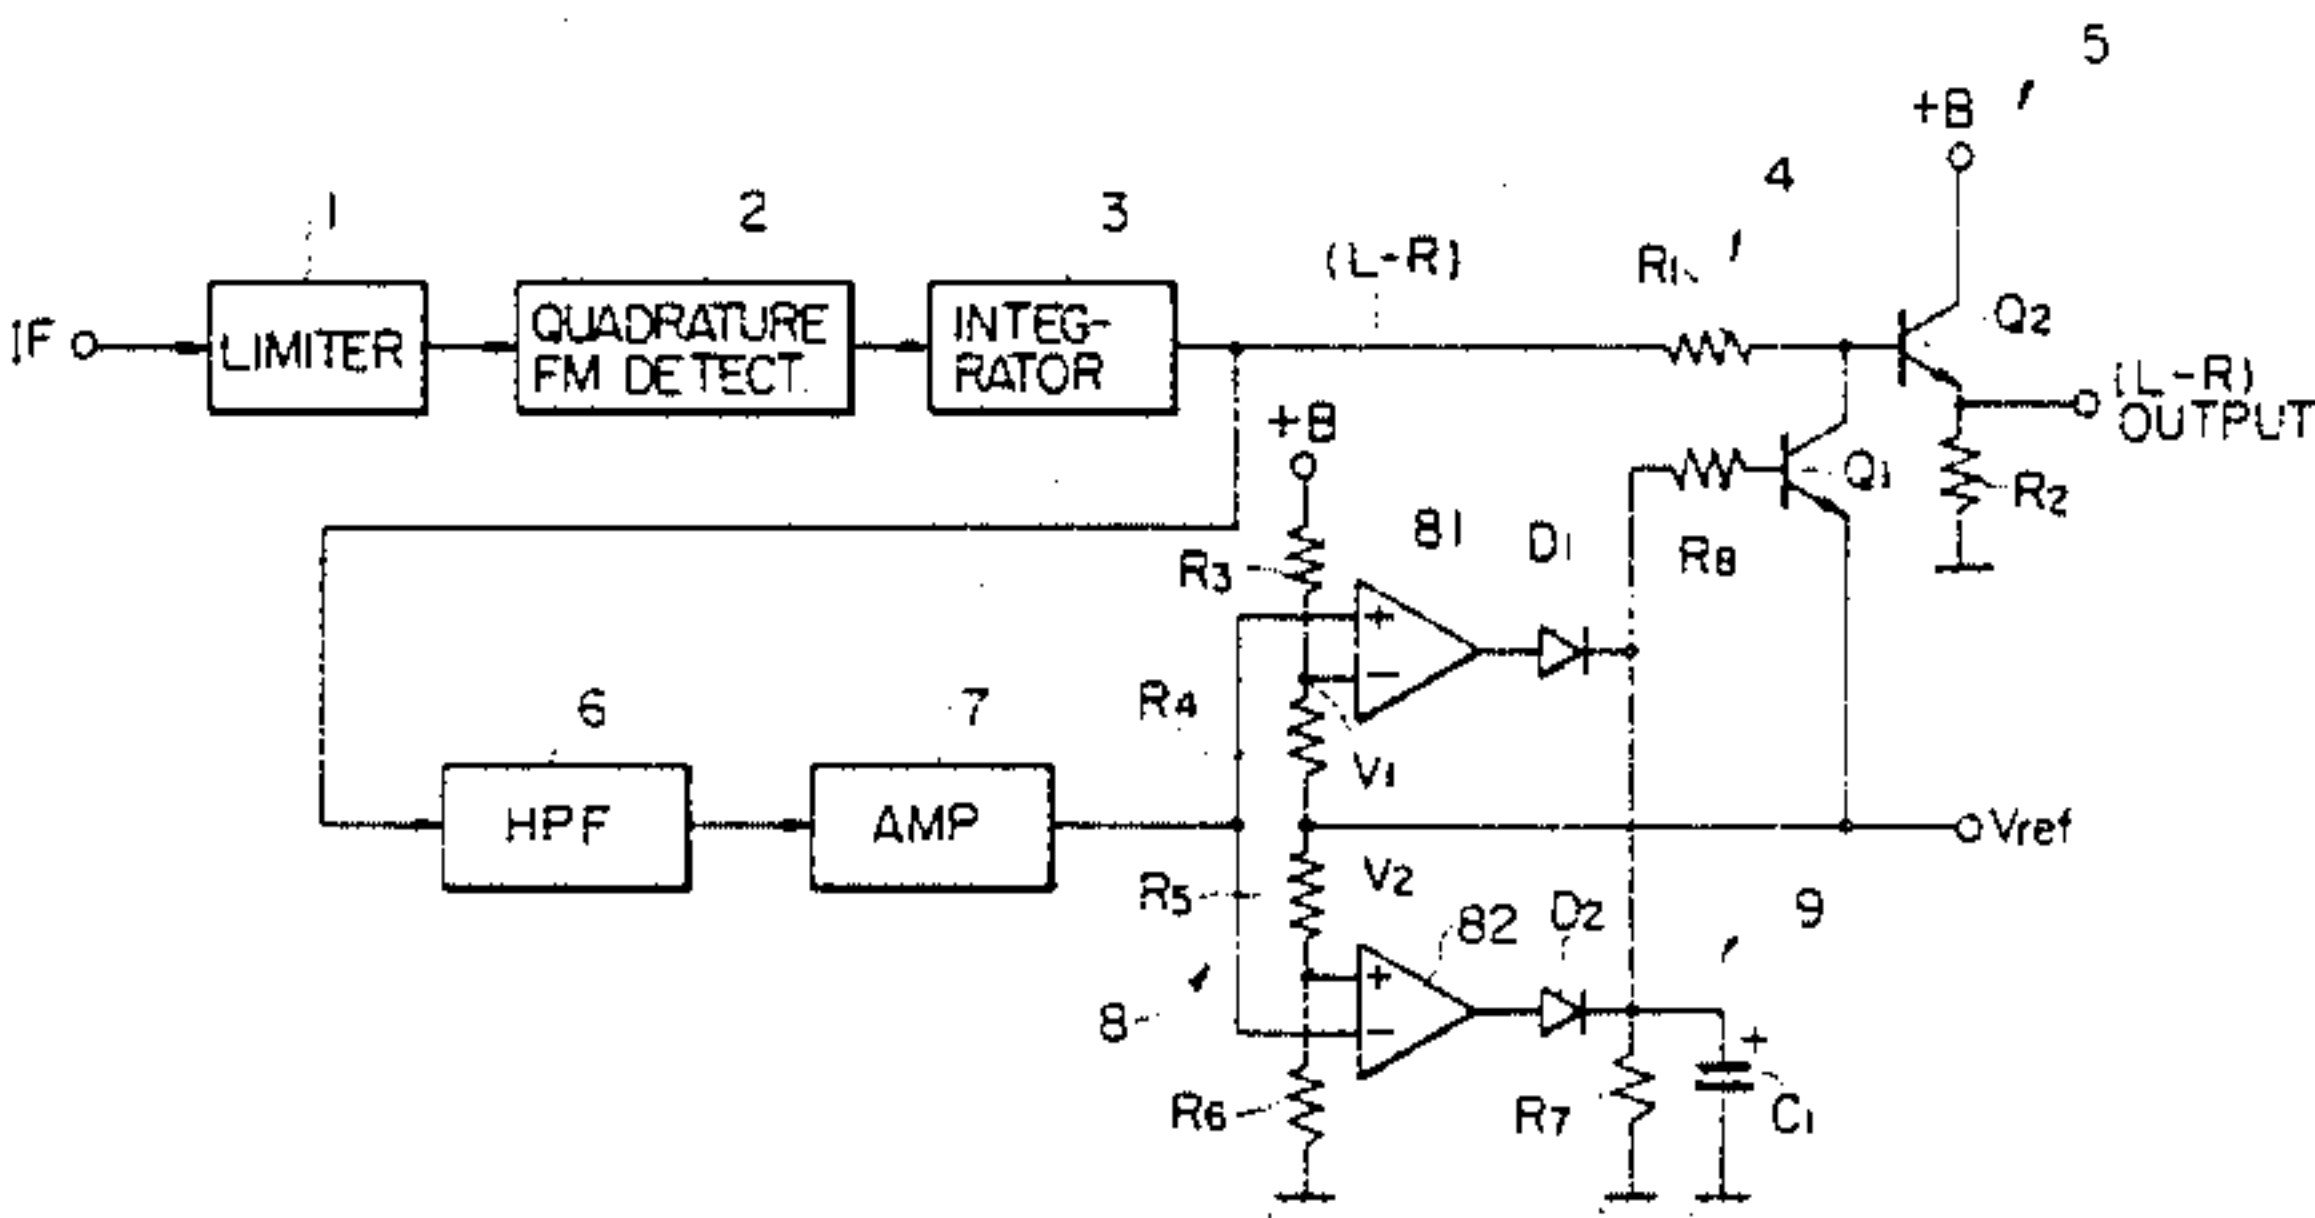 5
+B
4
1
2
3
(L-R)
R1
Q2
IF
LIMITER
QUADRATURE
FM DETECT.
INTEG-
RATOR
(L-R)
OUTPUT
+B
Q1
R2
81
D1
R8
R3
+
−
R4
6
7
V1
HPF
AMP
Vref
V2
R5
82
D2
9
8
+
−
+
R6
R7
C1